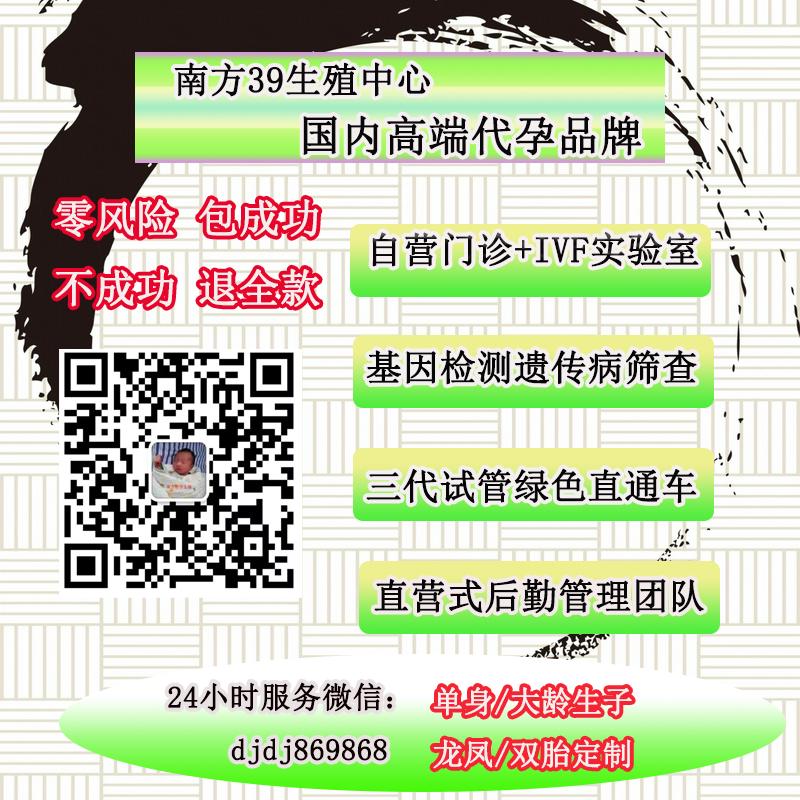 南方39生殖中心
国内高端代孕品牌
零风险 包成功
不成功 退全款
自营门诊+IVF实验室
基因检测遗传病筛查
三代试管绿色直通车
直营式后勤管理团队
24小时服务微信：
djdj869868
单身/大龄生子
龙凤/双胎定制